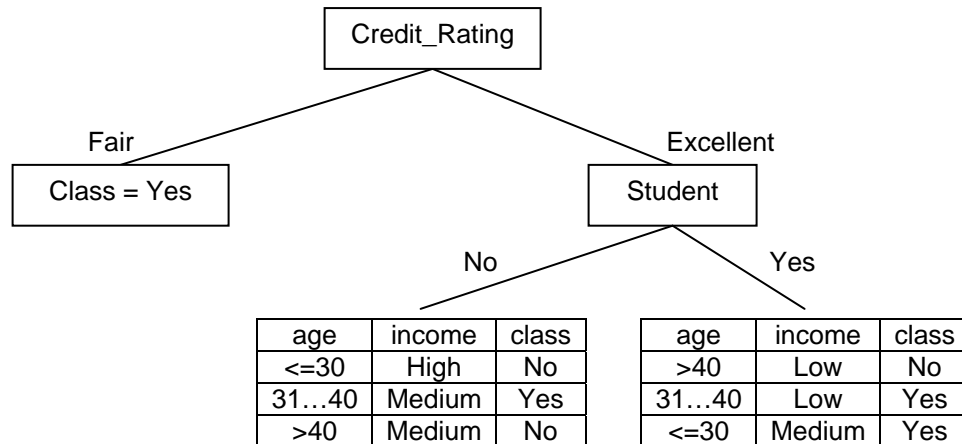 Credit_Rating
Fair
Excellent
Class = Yes
Student
No
Yes
age income class
<=30 High No
31…40 Medium Yes
>40 Medium No
age income class
>40 Low No
31…40 Low Yes
<=30 Medium Yes